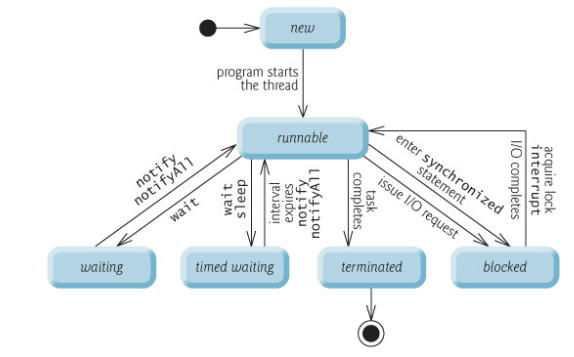 new
program starts
the thread
runnable
notify
notifyAll
wait
wait
sleep
interval
expires
notify
notifyAll
task
completes
enter synchronized
statement
issue I/O request
I/O completes
acquire lock
interrupt
waiting
timed waiting
terminated
blocked